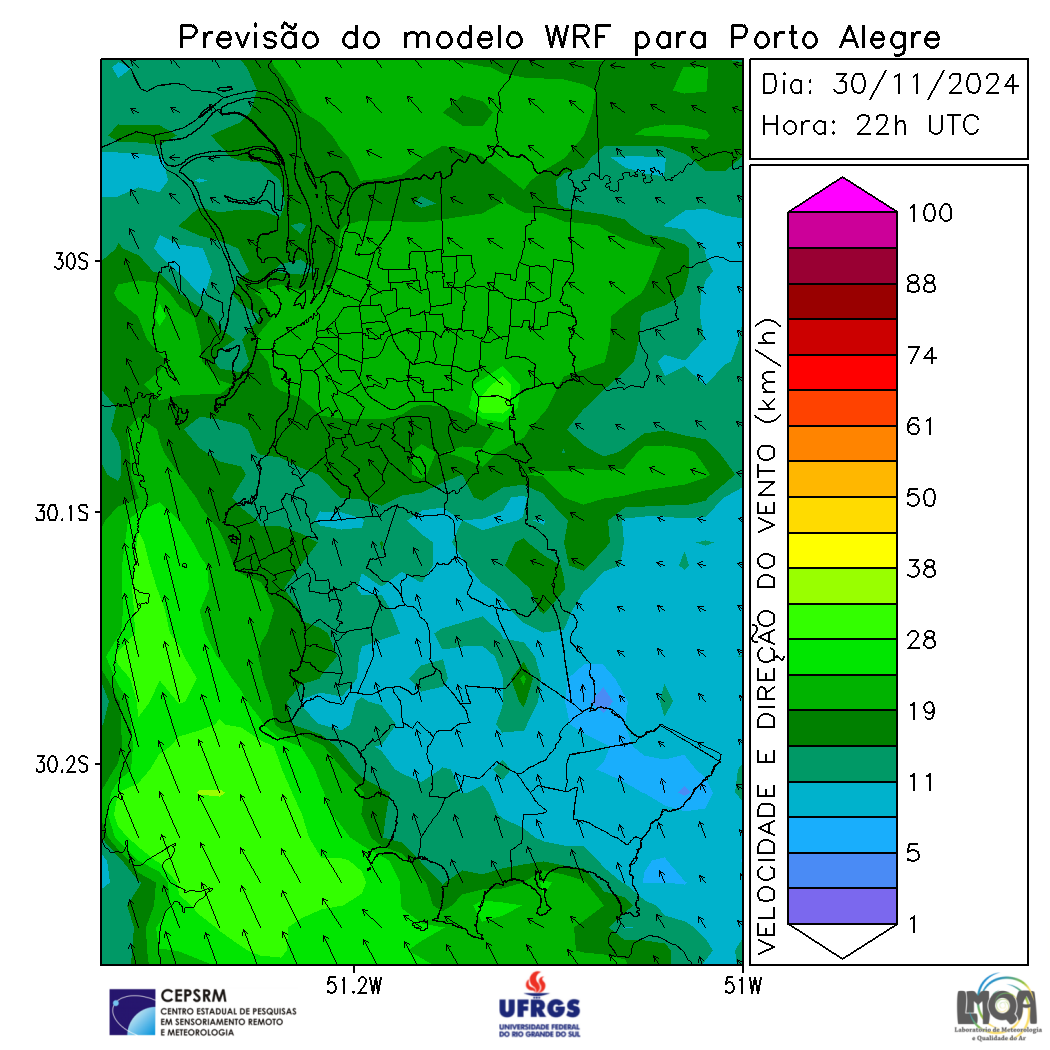 Previsão do modelo WRF para Porto Alegre
Dia: 30/11/2024
Hora: 22h UTC
30S
30.1S
30.2S
51.2W
51W
VELOCIDADE E DIREÇÃO DO VENTO (km/h)
100
88
74
61
50
38
28
19
11
5
1
CEPSRM
CENTRO ESTADUAL DE PESQUISAS
EM SENSORIAMENTO REMOTO
E METEOROLOGIA
UFRGS
UNIVERSIDADE FEDERAL
DO RIO GRANDE DO SUL
LMQA
Laboratório de Meteorologia
e Qualidade do Ar